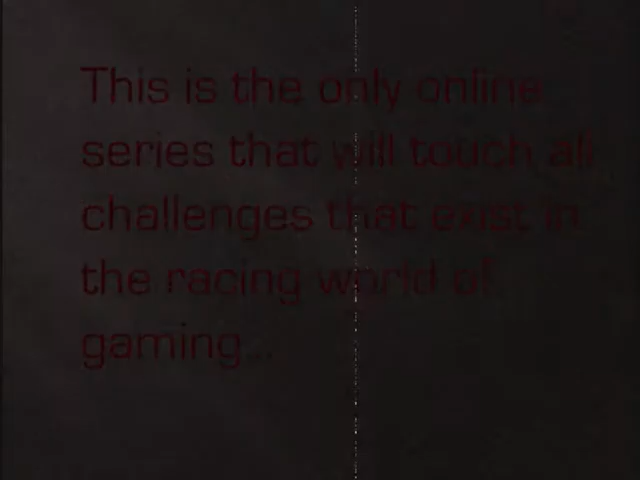 This is the only online
series that will touch all
challenges that exist in
the racing world of
gaming...